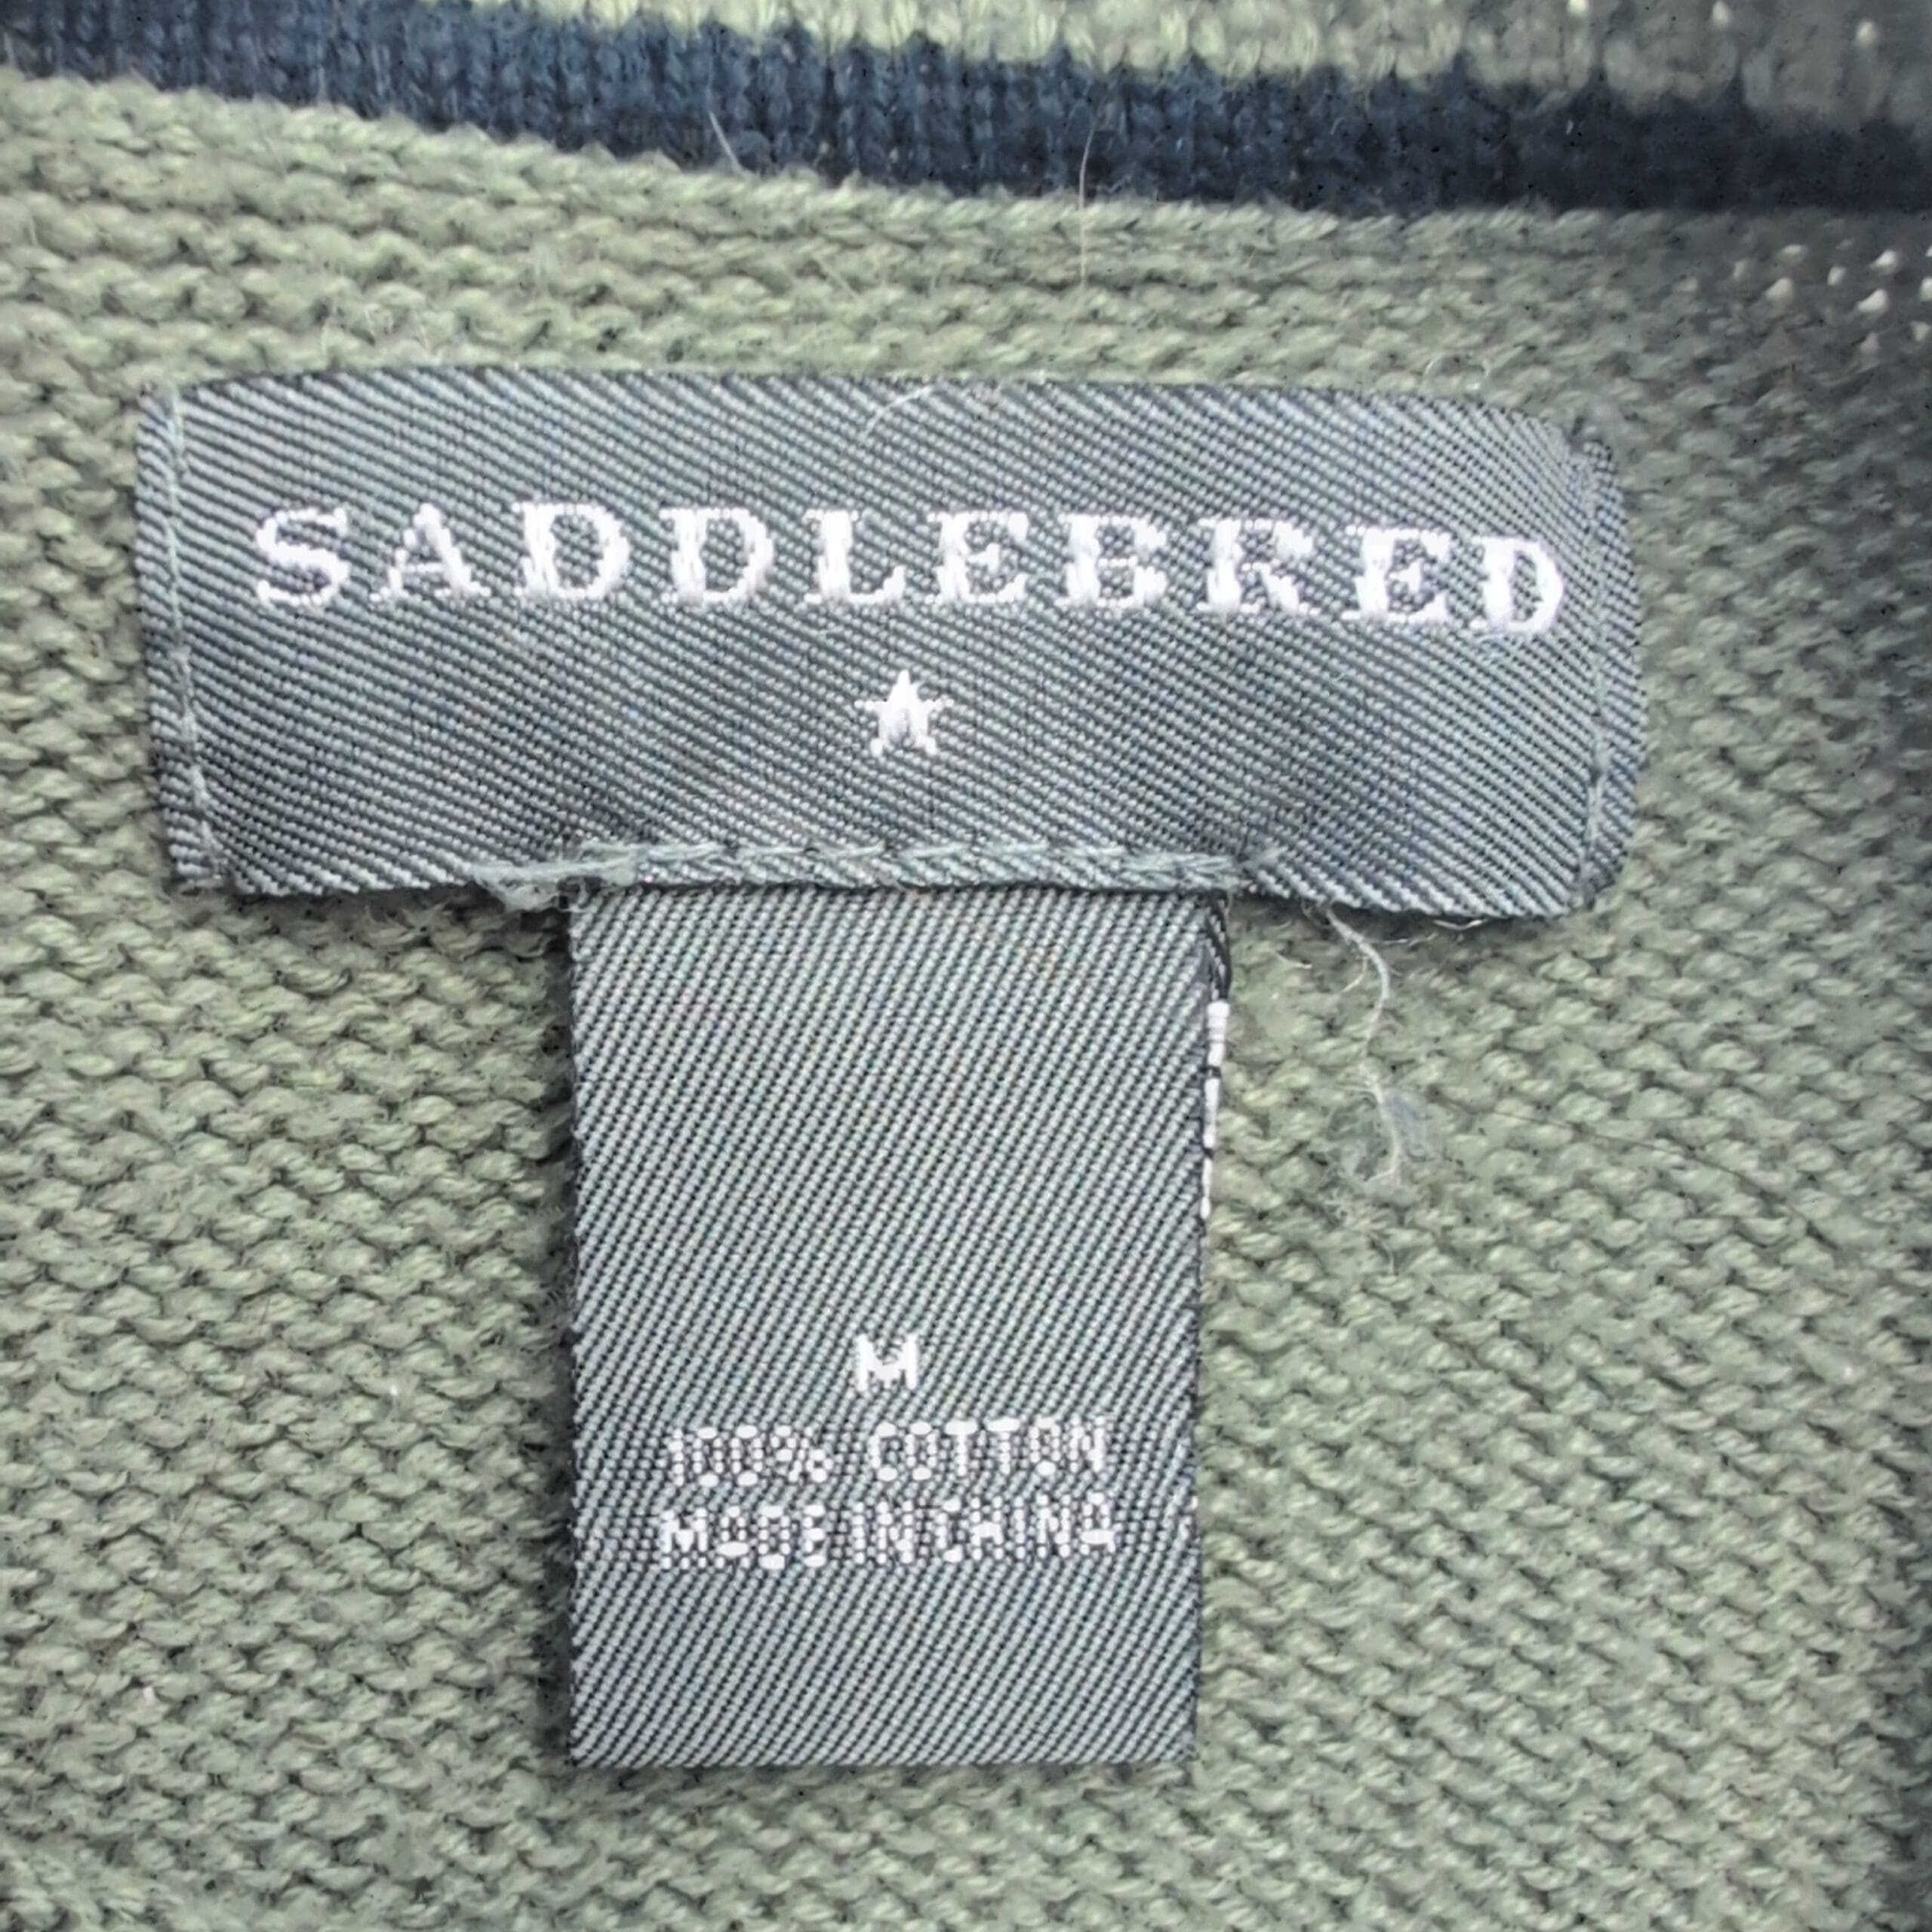 SADDLEBRED
M
100% COTTON
MADE IN CHINA